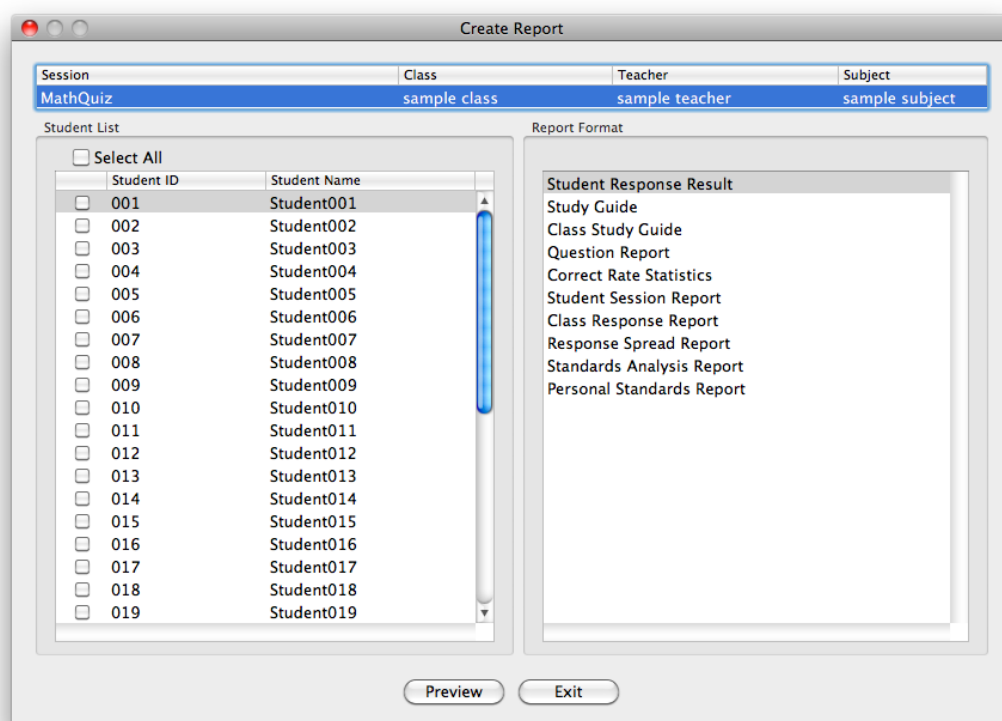 Create Report
Session Class Teacher Subject
MathQuiz sample class sample teacher sample subject
Student List
Select All
Student ID Student Name
001 Student001
002 Student002
003 Student003
004 Student004
005 Student005
006 Student006
007 Student007
008 Student008
009 Student009
010 Student010
011 Student011
012 Student012
013 Student013
014 Student014
015 Student015
016 Student016
017 Student017
018 Student018
019 Student019
Report Format
Student Response Result
Study Guide
Class Study Guide
Question Report
Correct Rate Statistics
Student Session Report
Class Response Report
Response Spread Report
Standards Analysis Report
Personal Standards Report
Preview Exit